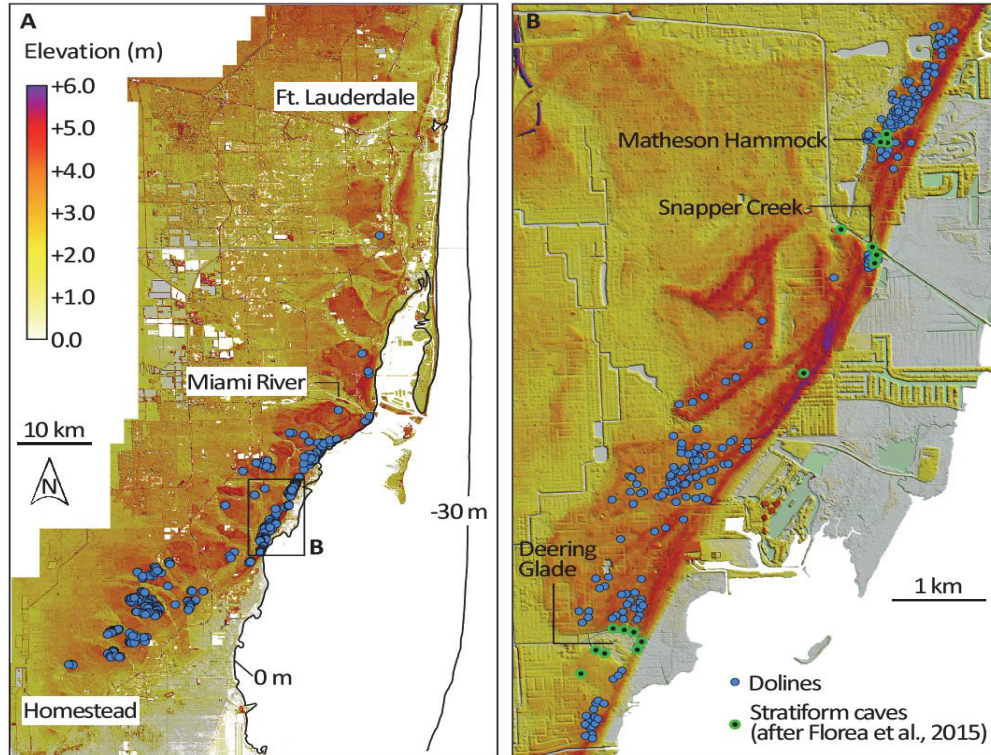 A
Elevation (m)
+6.0
+5.0
+4.0
+3.0
+2.0
+1.0
0.0
10 km
N
Ft. Lauderdale
Miami River
B
-30 m
0 m
Homestead
B
Matheson Hammock
Snapper Creek
Deering
Glade
1 km
Dolines
Stratiform caves
(after Florea et al., 2015)